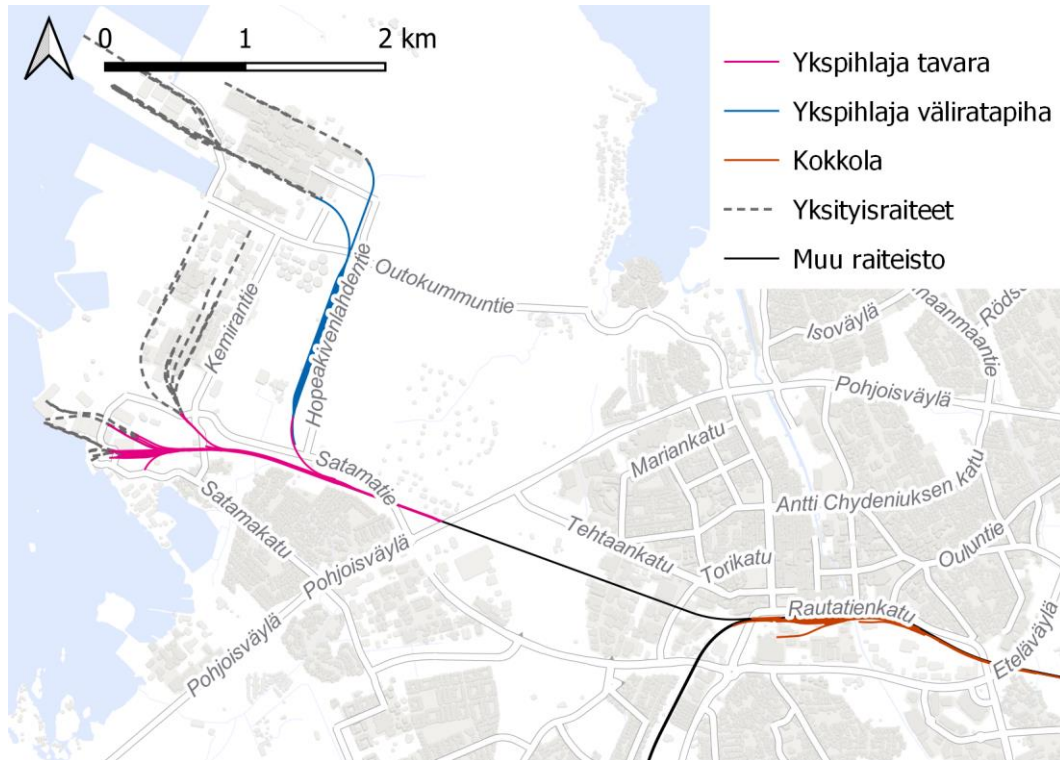 0 1 2 km
Ykspihlaja tavara
Ykspihlaja väliratapiha
Kokkola
Yksityisraiteet
Muu raiteisto
Outokummuntie
Kemirantie
Hopeakivenlahdentie
Satamatie
Satamakatu
Pohjoisväylä
Pohjoisväylä
Isoväylä
Pohjoisväylä
Mariankatu
Antti Chydeniuksen katu
Tehtaankatu
Torikatu
Ouluntie
Rautatienkatu
Eteläväylä